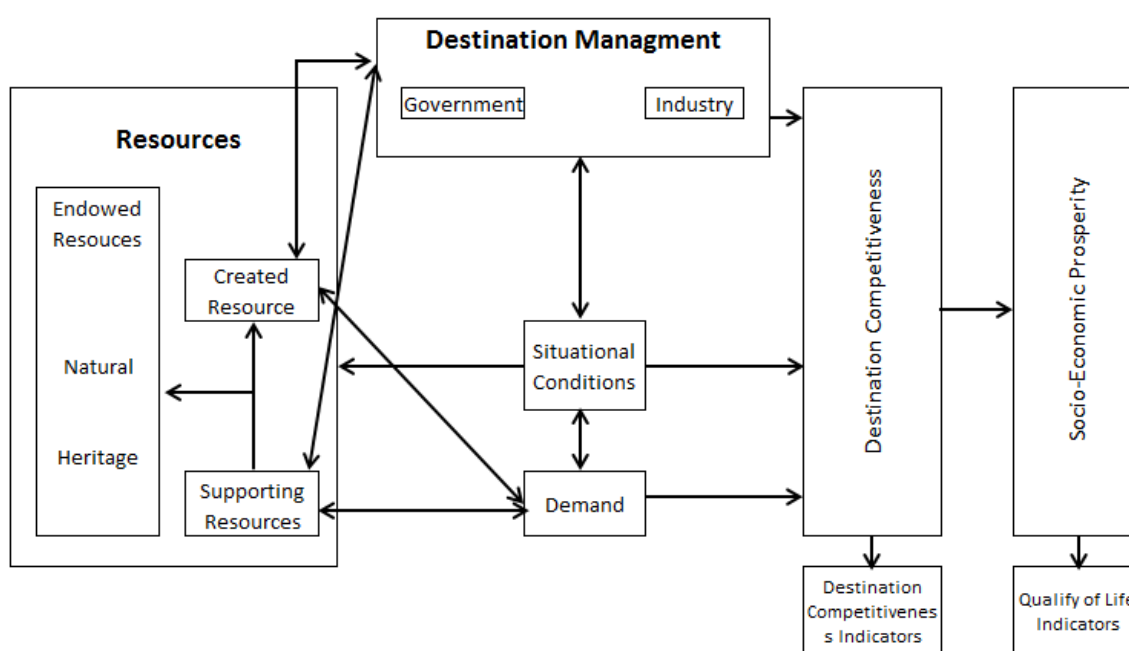 Destination Managment
Government
Industry
Resources
Endowed
Resouces
Natural
Heritage
Created
Resource
Supporting
Resources
Situational
Conditions
Demand
Destination Competitiveness
Socio-Economic Prosperity
Destination
Competitivenes
s Indicators
Qualify of Life
Indicators